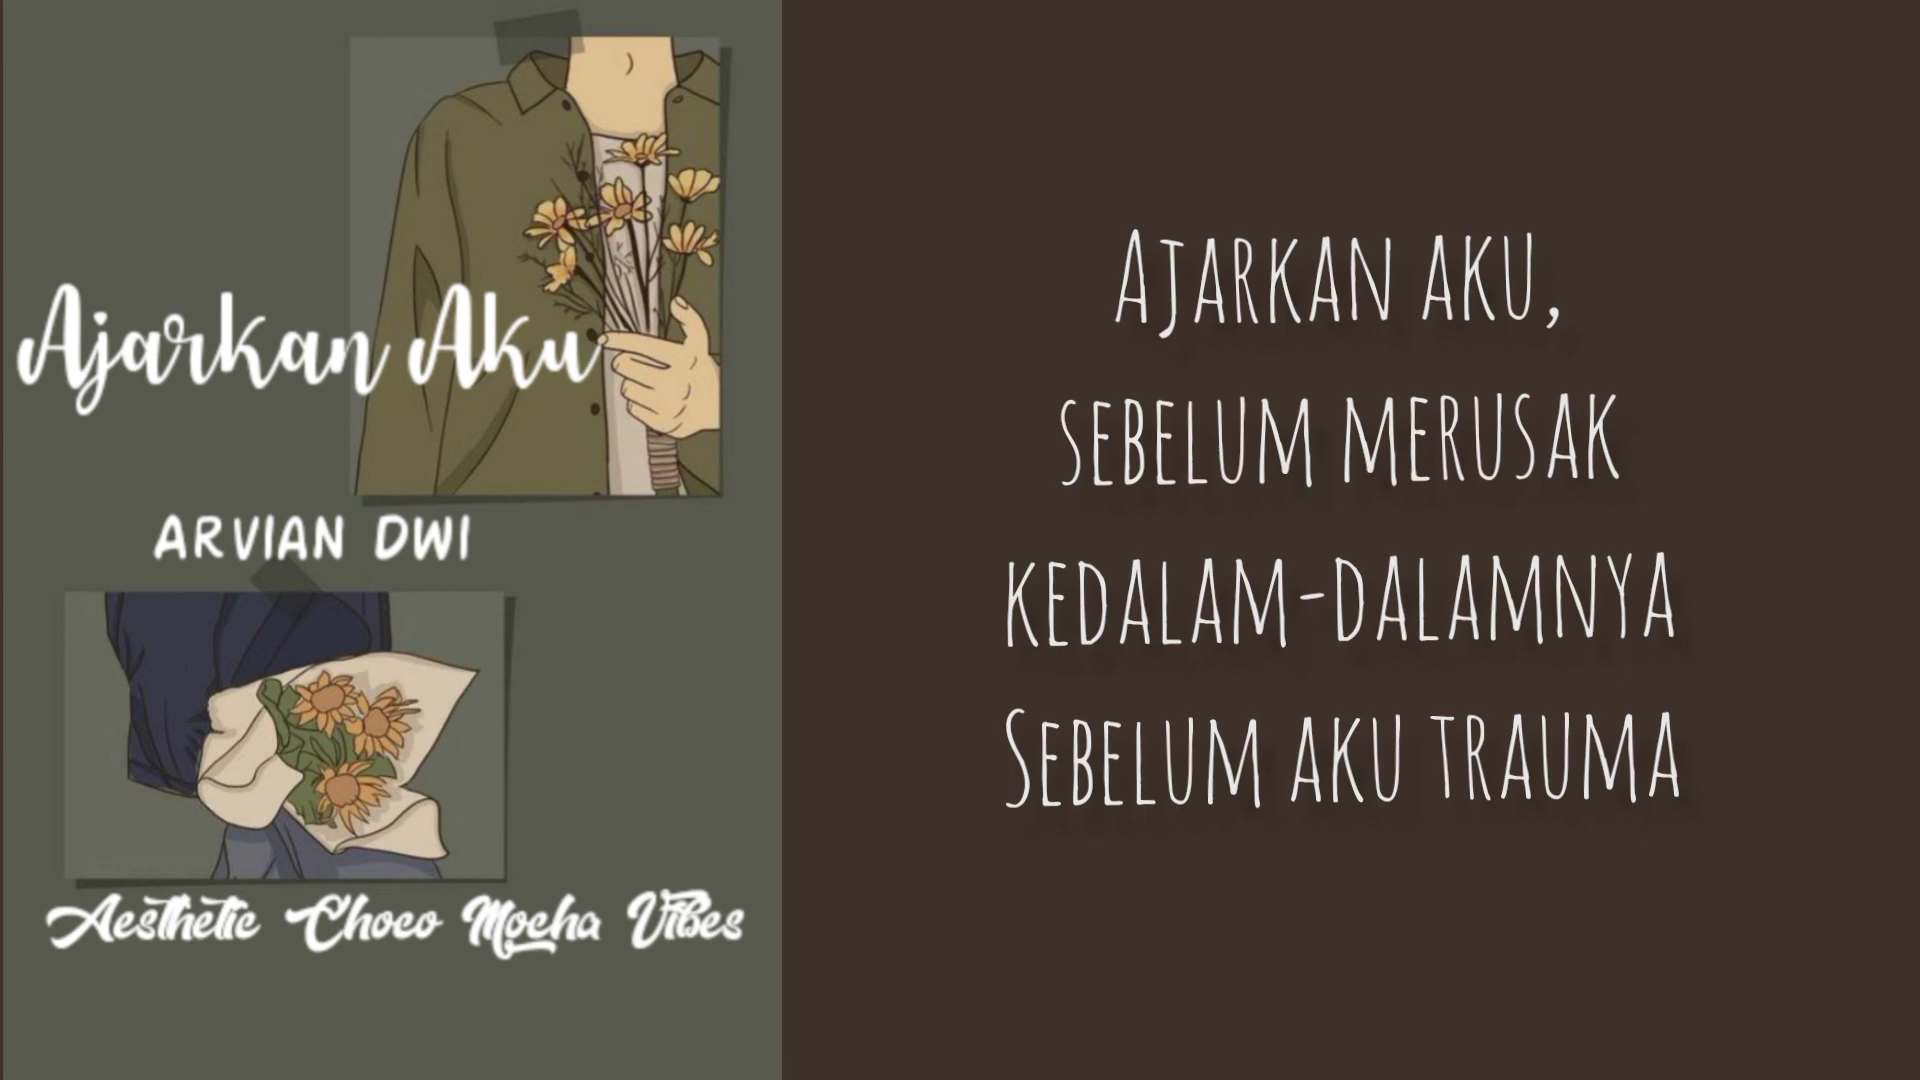 Ajarkan Aku
ARVIAN DWI
Aesthetic Choco Mocha Vibes
Ajarkan aku,
sebelum merusak
kedalam-dalamnya
Sebelum aku trauma